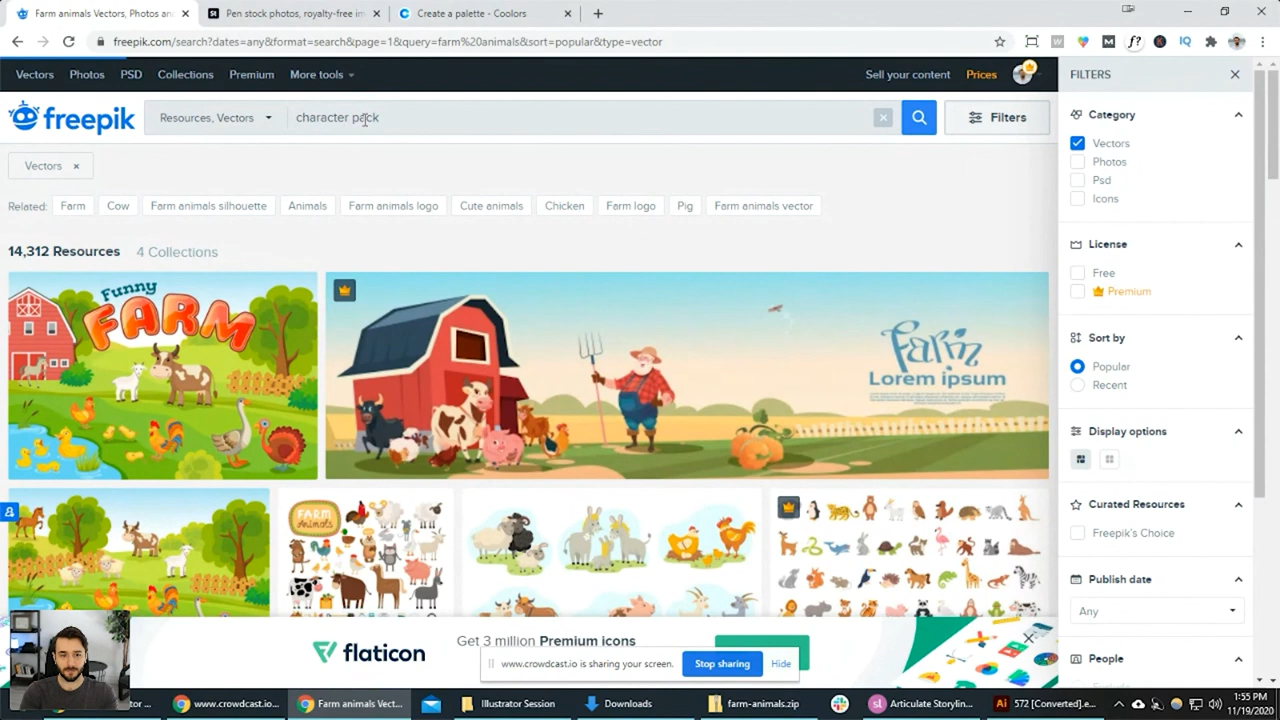 Farm animals Vectors, Photos and
Pen stock photos, royalty-free im
Create a palette - Coolors
freepik.com/search?dates=any&format=search&page=1&query=farm%20animals&sort=popular&type=vector
Vectors
Photos
PSD
Collections
Premium
More tools
Sell your content
Prices
FILTERS
freepik
Resources, Vectors
character pack
Filters
Category
Vectors
Photos
Psd
Icons
Vectors
Related:
Farm
Cow
Farm animals silhouette
Animals
Farm animals logo
Cute animals
Chicken
Farm logo
Pig
Farm animals vector
14,312 Resources
4 Collections
License
Free
Premium
Funny
FARM
Farm
Lorem ipsum
Sort by
Popular
Recent
Display options
FARM
Animals
Curated Resources
Freepik's Choice
Publish date
Any
People
flaticon
Get 3 million Premium icons
www.crowdcast.io is sharing your screen.
Stop sharing
Hide
www.crowdcast.io...
Farm animals Vect...
Illustrator Session
Downloads
farm-animals.zip
Articulate Storylin...
572 [Converted].e...
1:55 PM
11/19/2020